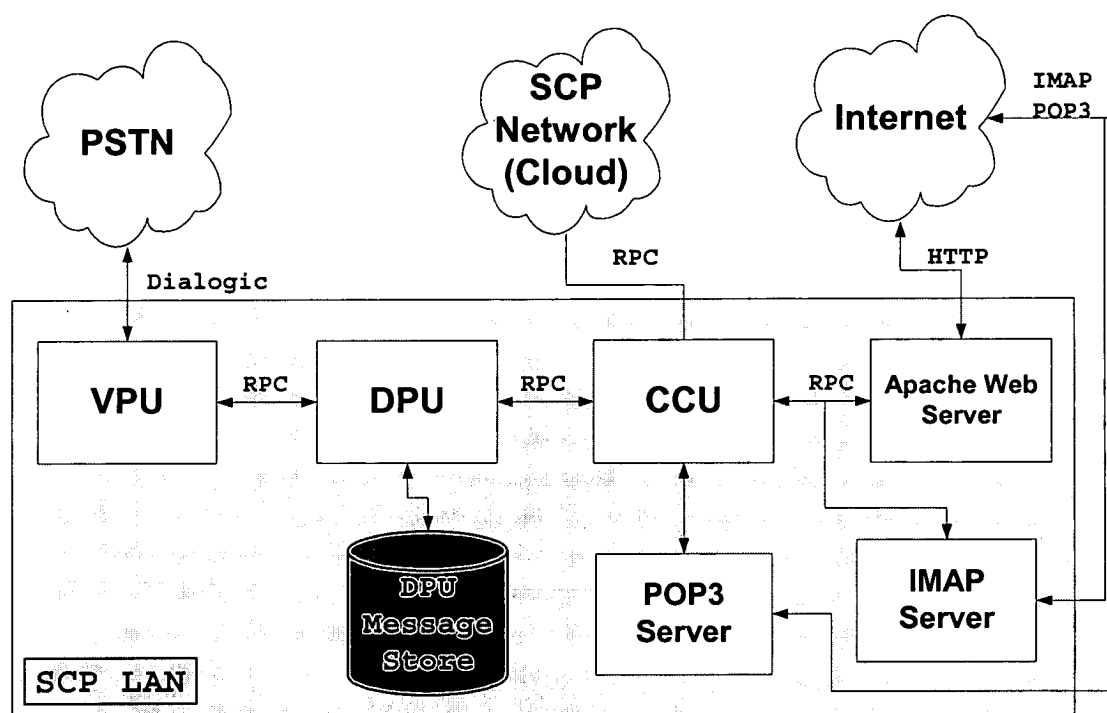 PSTN
SCP
Network
(Cloud)
Internet
IMAP
POP3
Dialogic
RPC
HTTP
VPU
RPC
DPU
RPC
CCU
RPC
Apache Web
Server
DPU
Message
Store
POP3
Server
IMAP
Server
SCP LAN